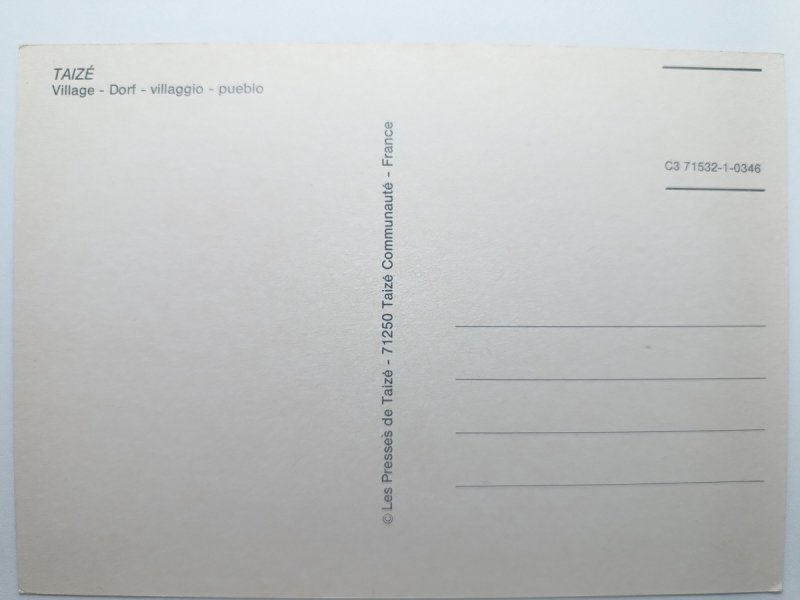 TAIZÉ
Village - Dorf - villaggio - pueblo
© Les Presses de Taizé - 71250 Taizé Communauté - France
C3 71532-1-0346